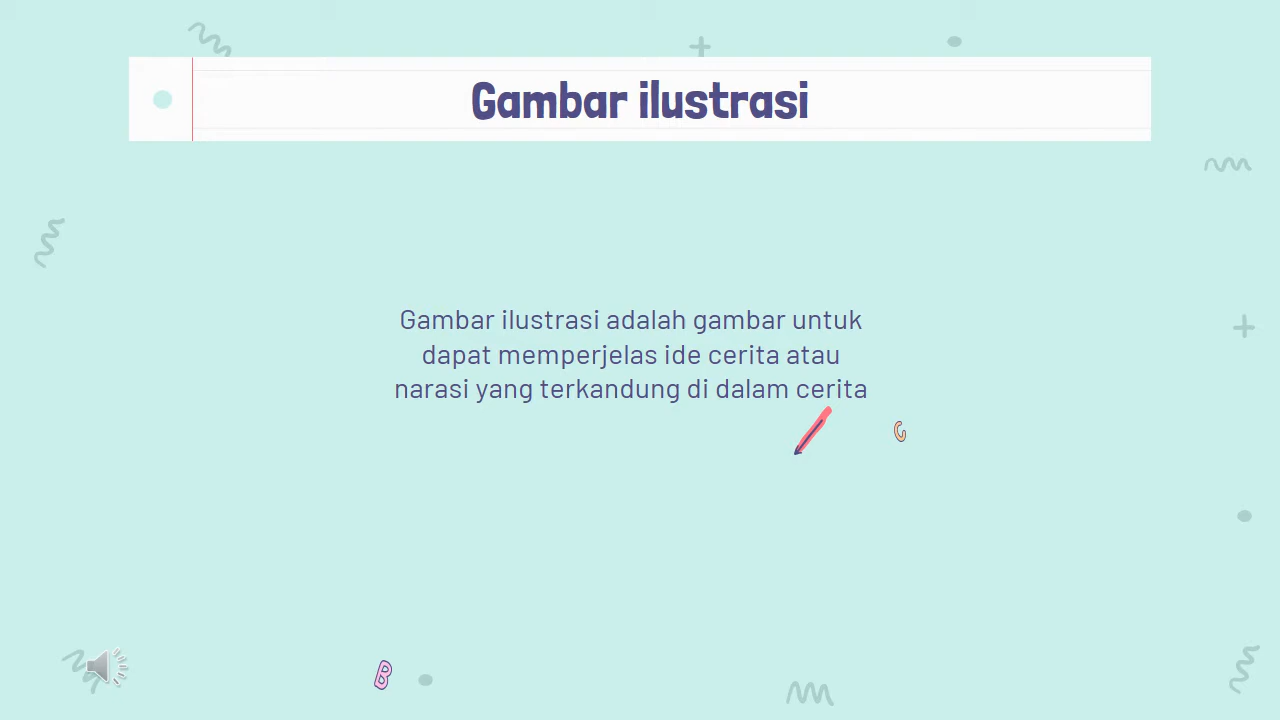 Gambar ilustrasi
Gambar ilustrasi adalah gambar untuk
dapat memperjelas ide cerita atau
narasi yang terkandung di dalam cerita
C
B